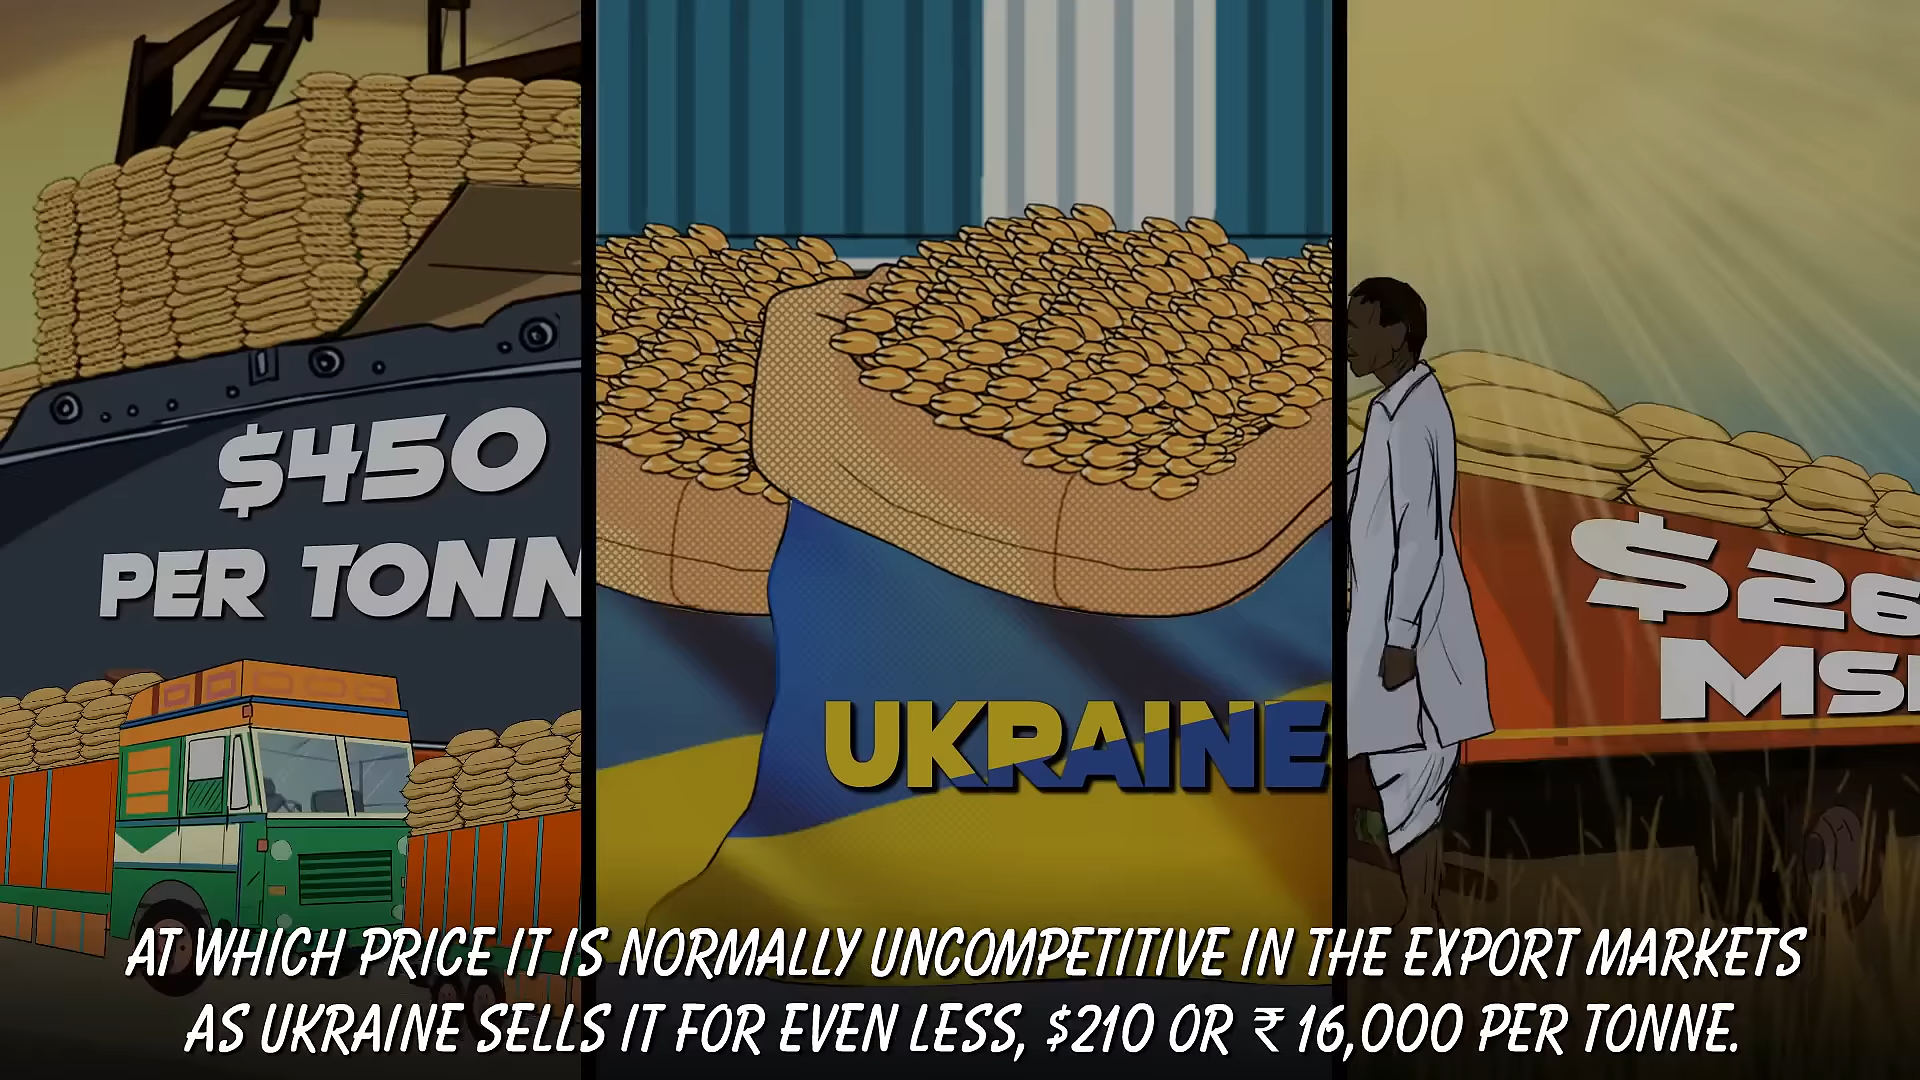 $450
PER TONN
UKRAINE
$26
MS
AT WHICH PRICE IT IS NORMALLY UNCOMPETITIVE IN THE EXPORT MARKETS
AS UKRAINE SELLS IT FOR EVEN LESS, $210 OR ₹ 16,000 PER TONNE.